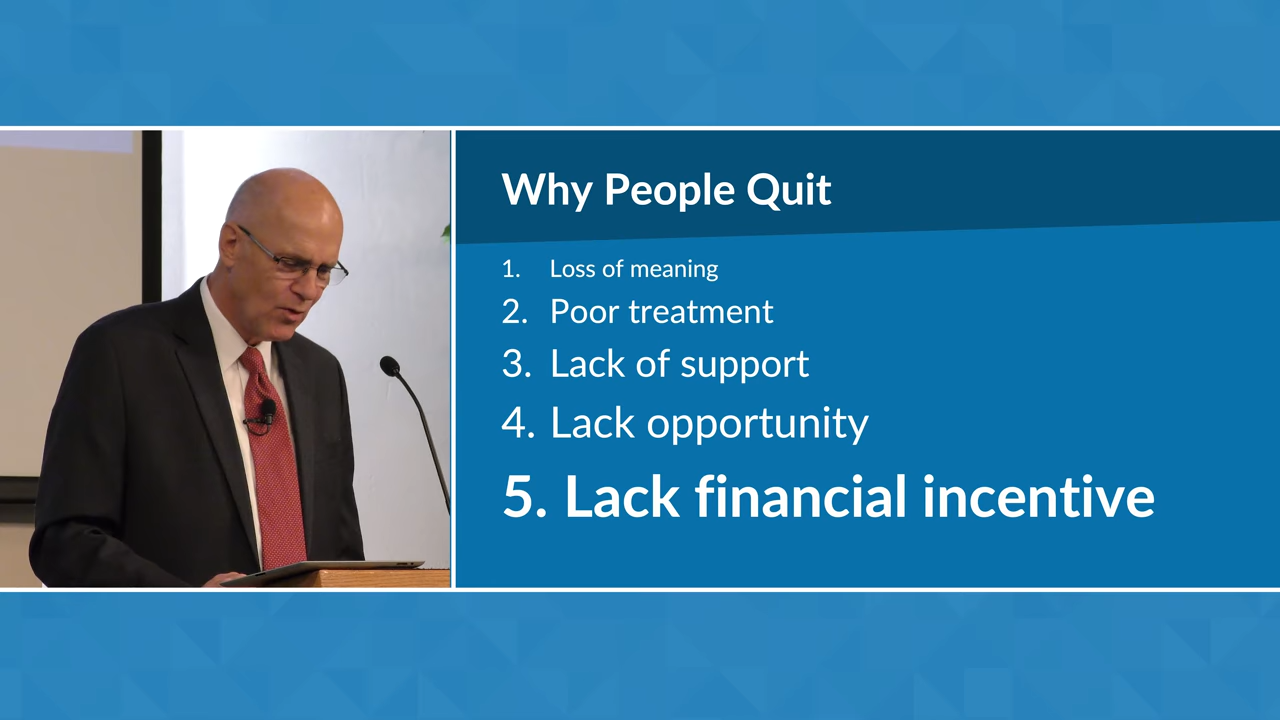 Why People Quit
1. Loss of meaning
2. Poor treatment
3. Lack of support
4. Lack opportunity
5. Lack financial incentive